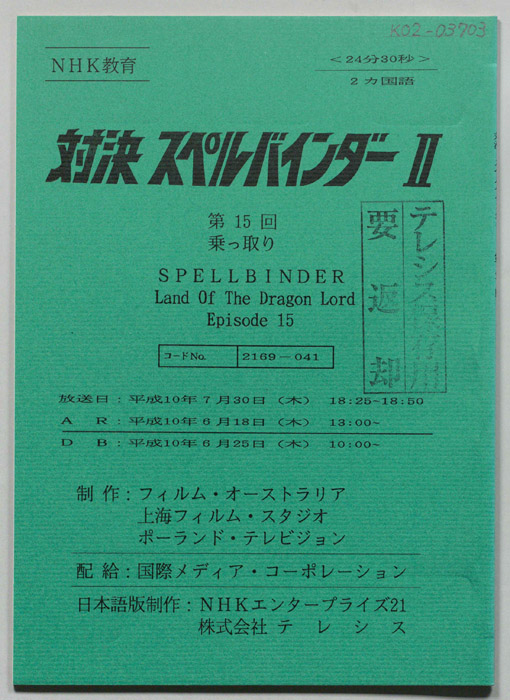 K02-03703
NHK教育
＜24分30秒＞
2ヵ国語
対決 スペルバインダー II
第 15 回
乗っ取り
SPELLBINDER
Land Of The Dragon Lord
Episode 15
テレシス保存用
要返却
コードNo. 2169－041
放送日：平成10年 7月30日（木） 18:25~18:50
A R：平成10年 6月18日（木） 13:00~
D B：平成10年 6月25日（木） 10:00~
制作：フィルム・オーストラリア
上海フィルム・スタジオ
ポーランド・テレビジョン
配給：国際メディア・コーポレーション
日本語版制作：NHKエンタープライズ21
株式会社 テ レ シ ス